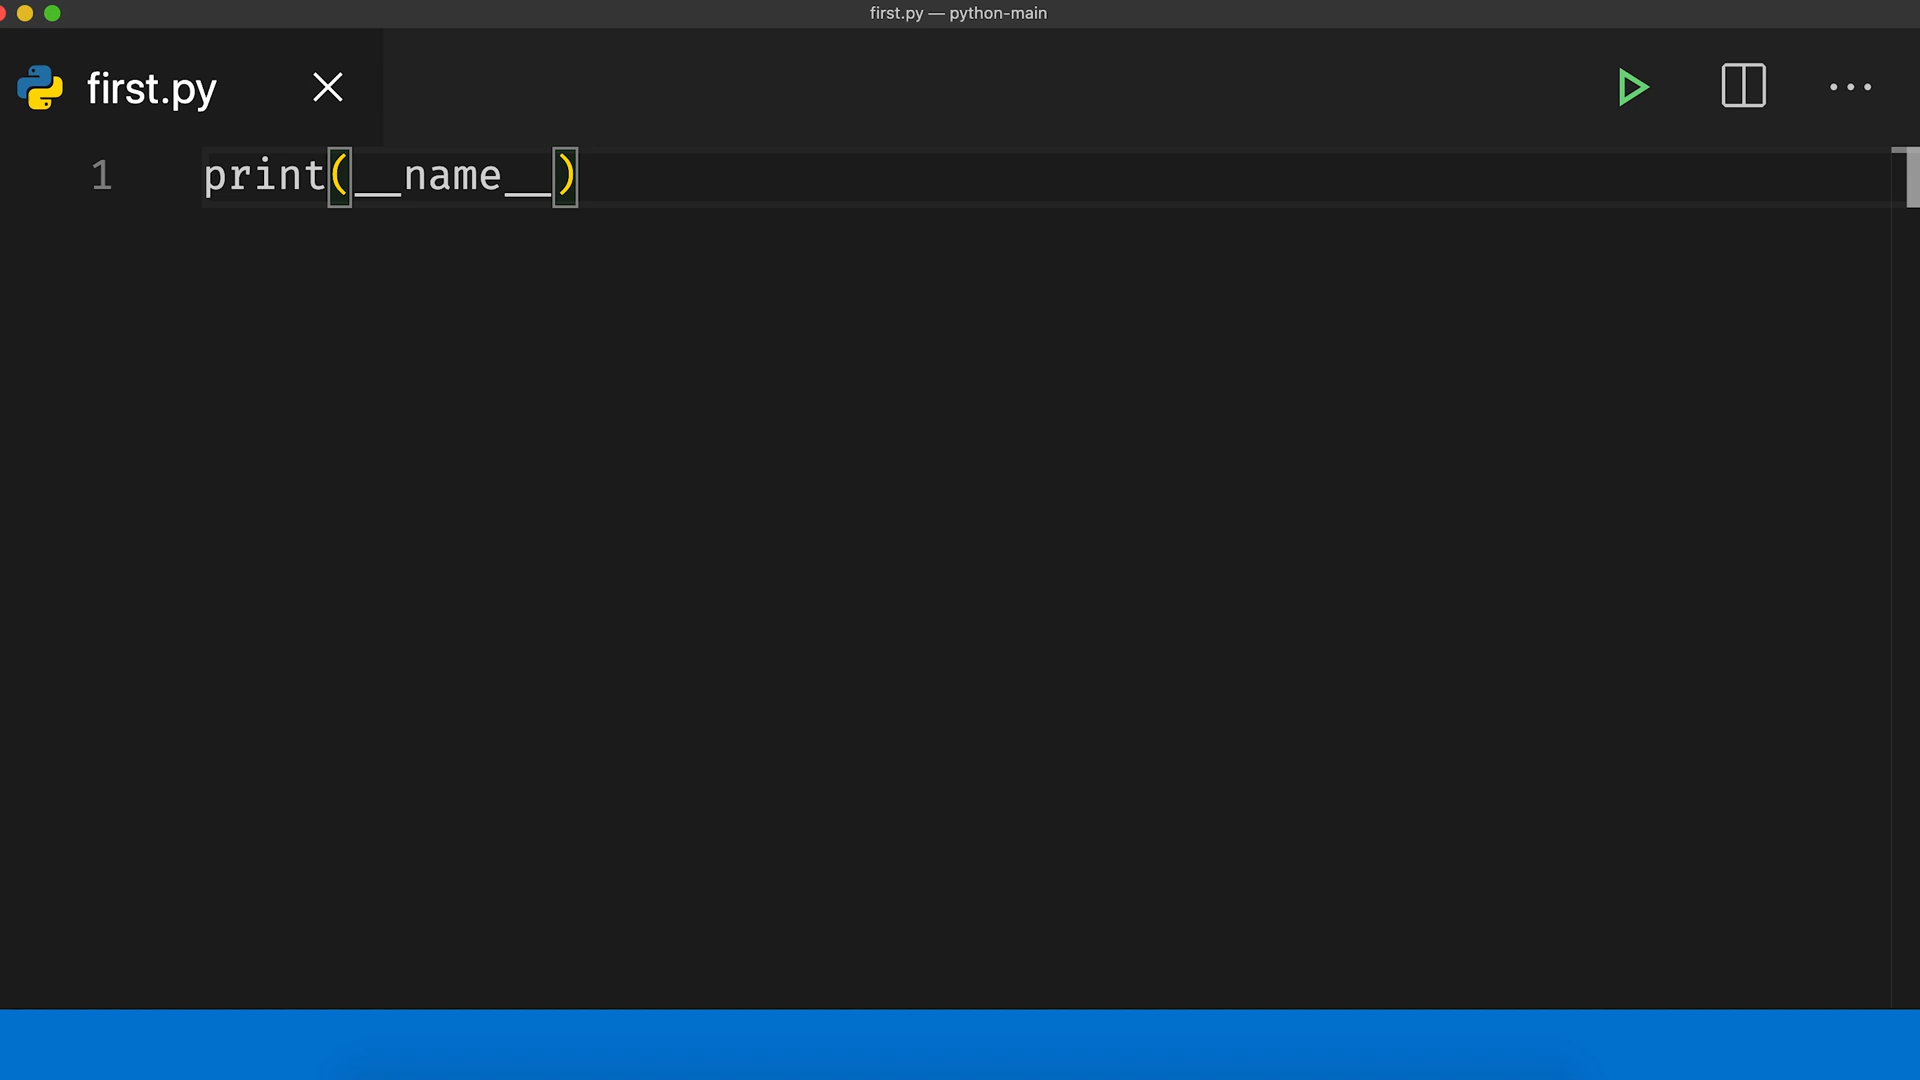 first.py — python-main
first.py
1 print(__name__)